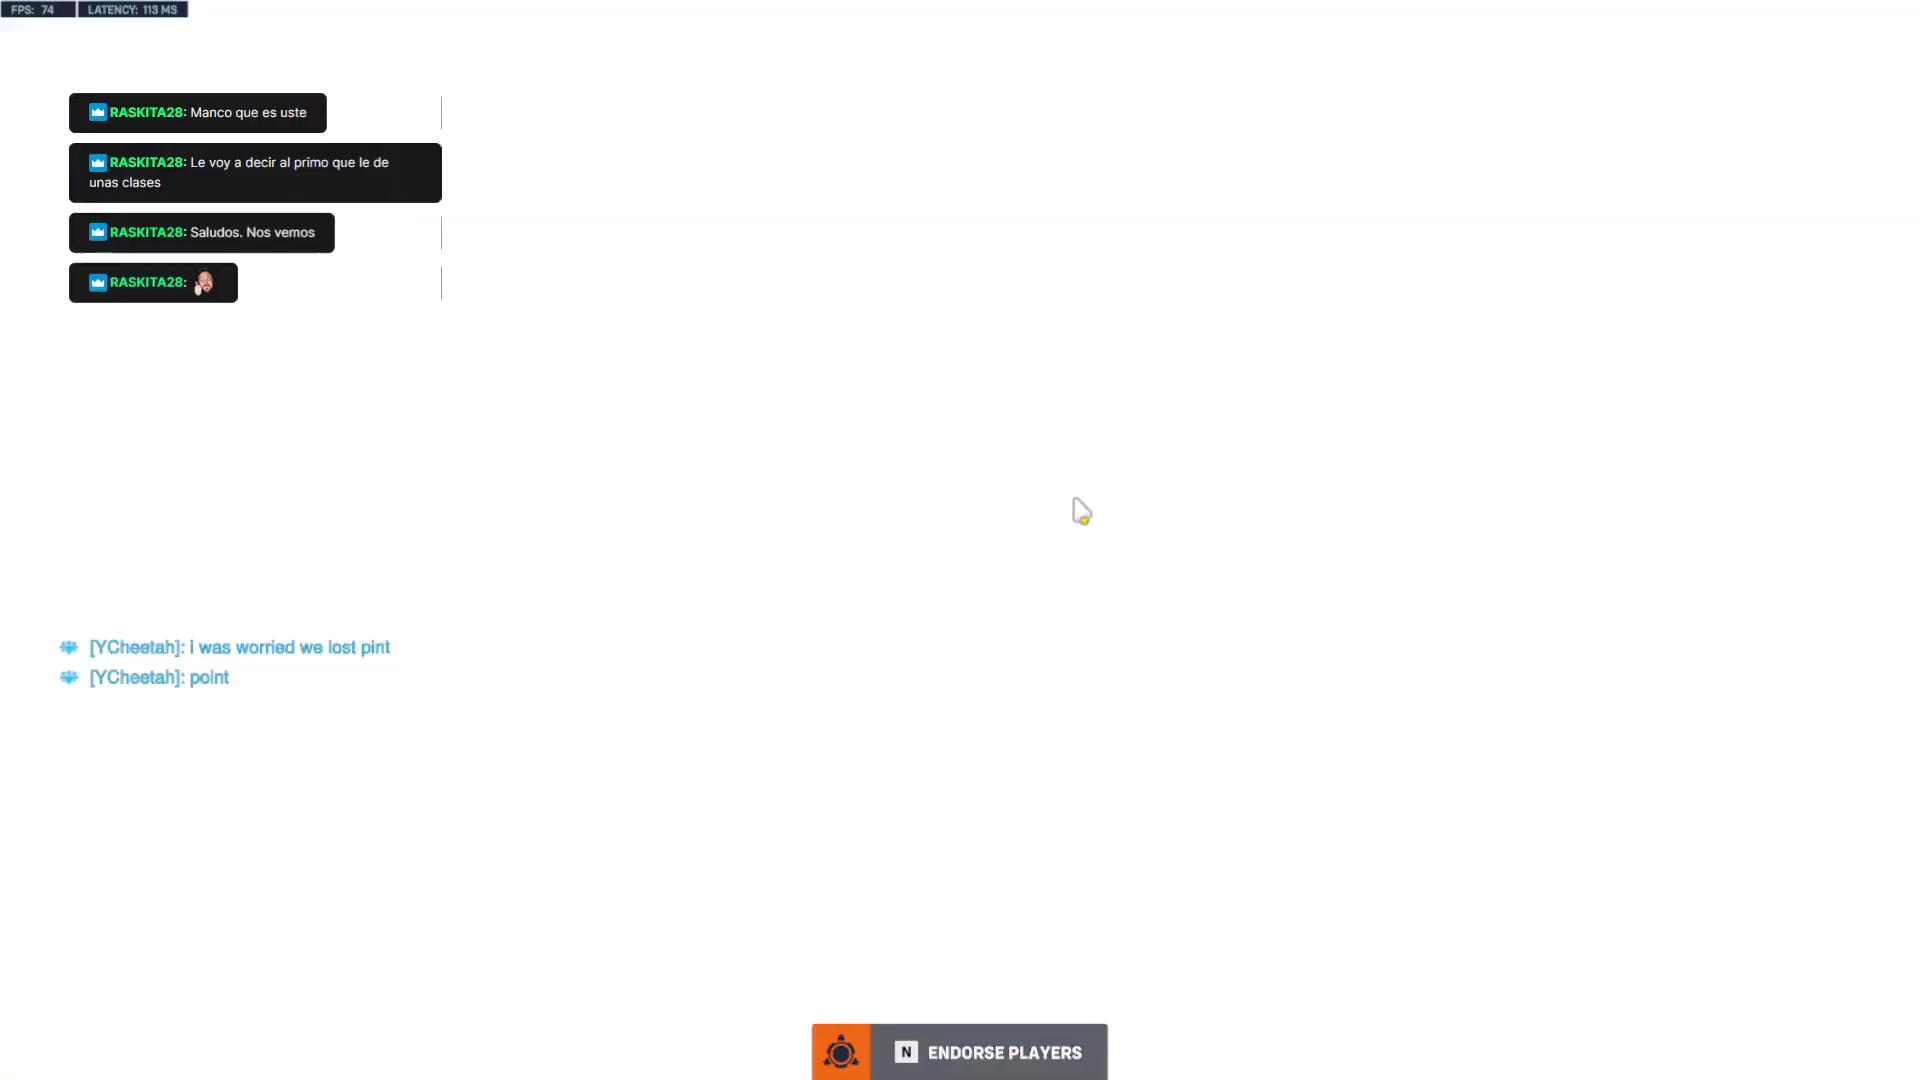 FPS: 74 LATENCY: 113 MS
RASKITA28: Manco que es uste
RASKITA28: Le voy a decir al primo que le de
unas clases
RASKITA28: Saludos. Nos vemos
RASKITA28:
[YCheetah]: i was worried we lost pint
[YCheetah]: point
N ENDORSE PLAYERS